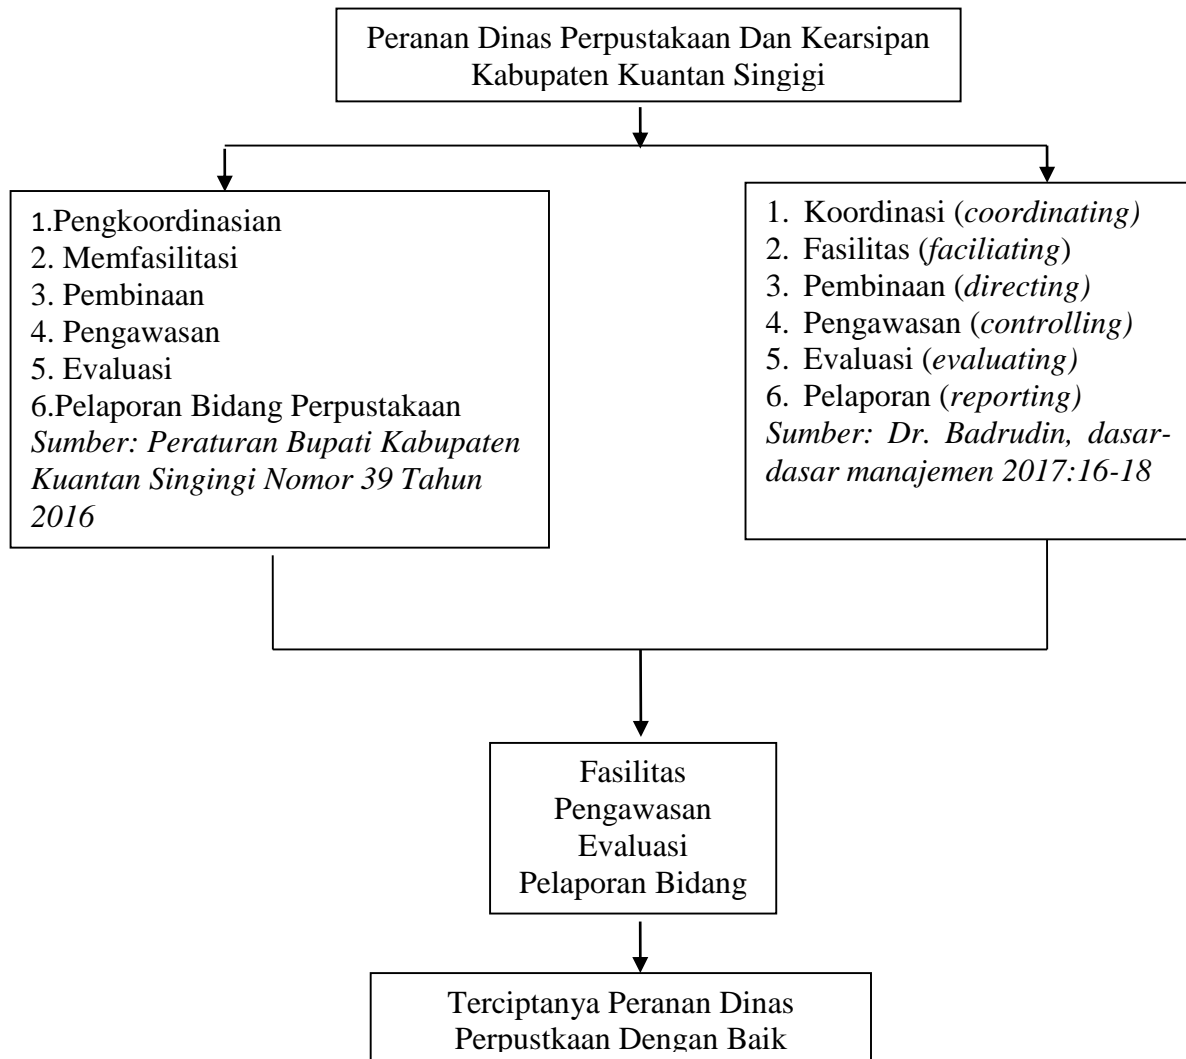 Peranan Dinas Perpustakaan Dan Kearsipan
Kabupaten Kuantan Singigi
1.Pengkoordinasian
2. Memfasilitasi
3. Pembinaan
4. Pengawasan
5. Evaluasi
6.Pelaporan Bidang Perpustakaan
Sumber: Peraturan Bupati Kabupaten
Kuantan Singingi Nomor 39 Tahun
2016
1. Koordinasi (coordinating)
2. Fasilitas (faciliating)
3. Pembinaan (directing)
4. Pengawasan (controlling)
5. Evaluasi (evaluating)
6. Pelaporan (reporting)
Sumber: Dr. Badrudin, dasar-
dasar manajemen 2017:16-18
Fasilitas
Pengawasan
Evaluasi
Pelaporan Bidang
Terciptanya Peranan Dinas
Perpustkaan Dengan Baik